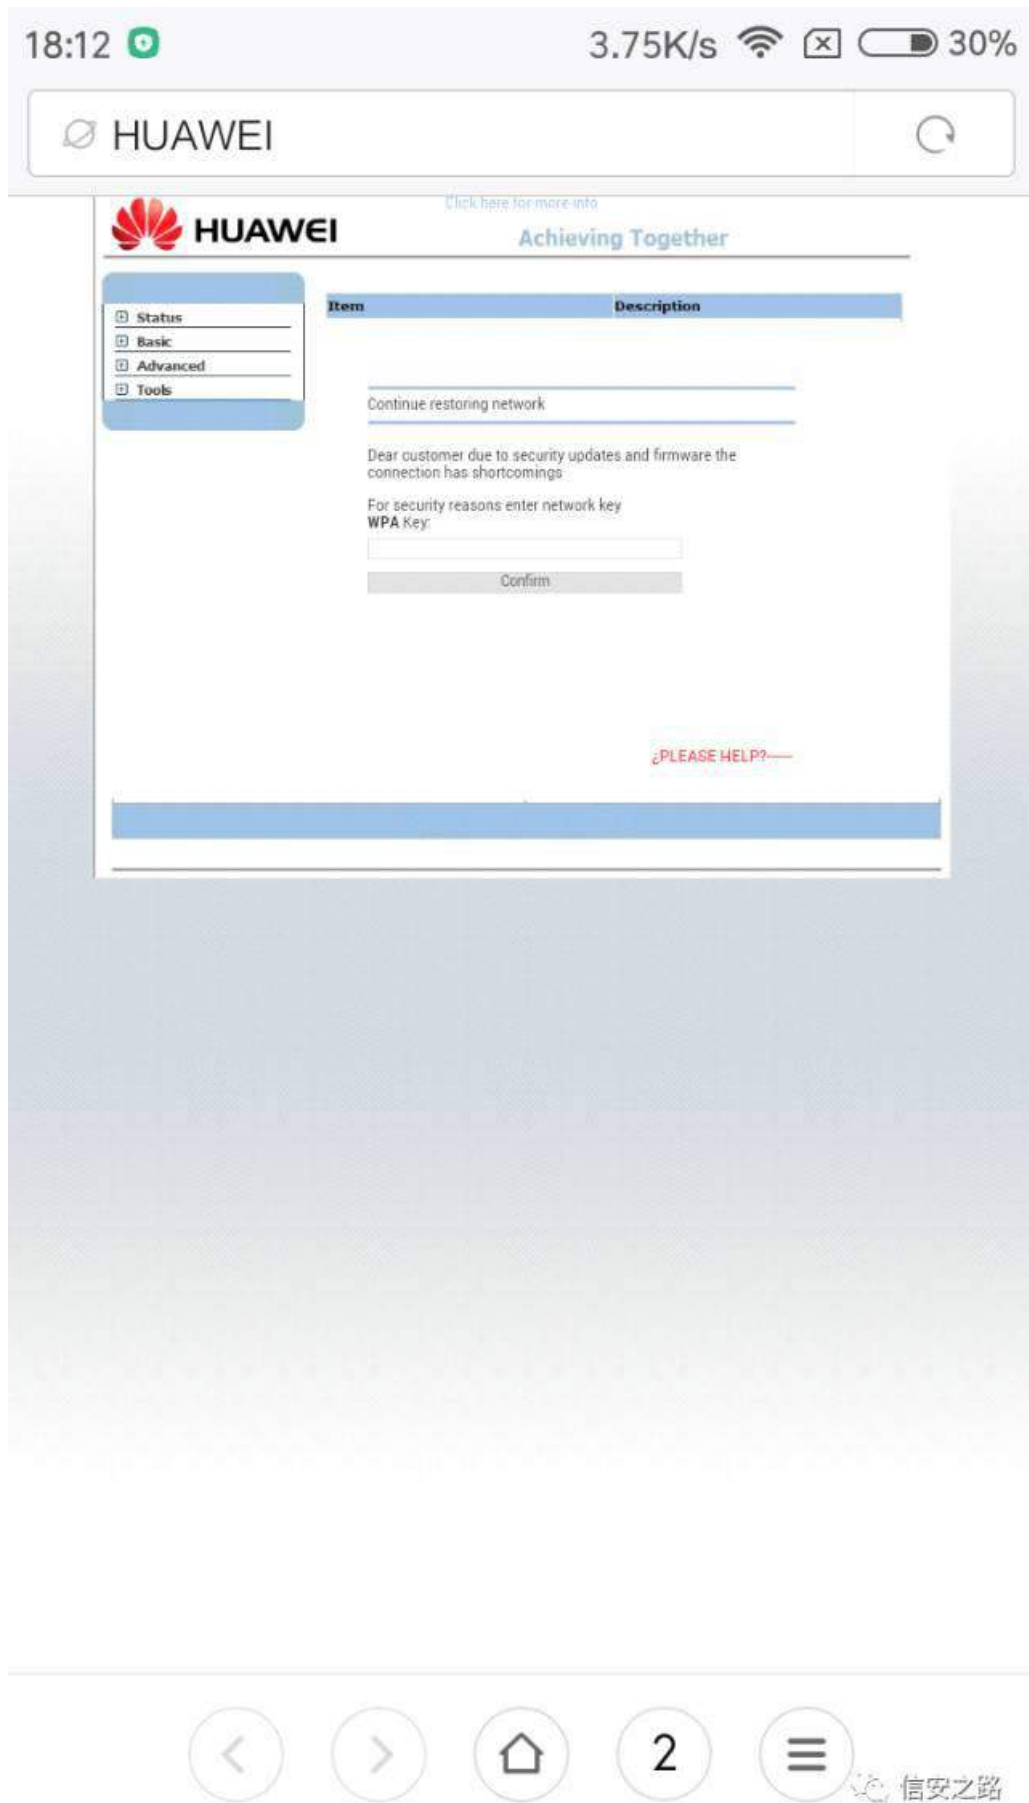 18:12 3.75K/s 30%
HUAWEI
Click here for more info
HUAWEI
Achieving Together
Item Description
Status
Basic
Advanced
Tools
Continue restoring network
Dear customer due to security updates and firmware the
connection has shortcomings
For security reasons enter network key
WPA Key:
Confirm
¿PLEASE HELP?
2
信安之路